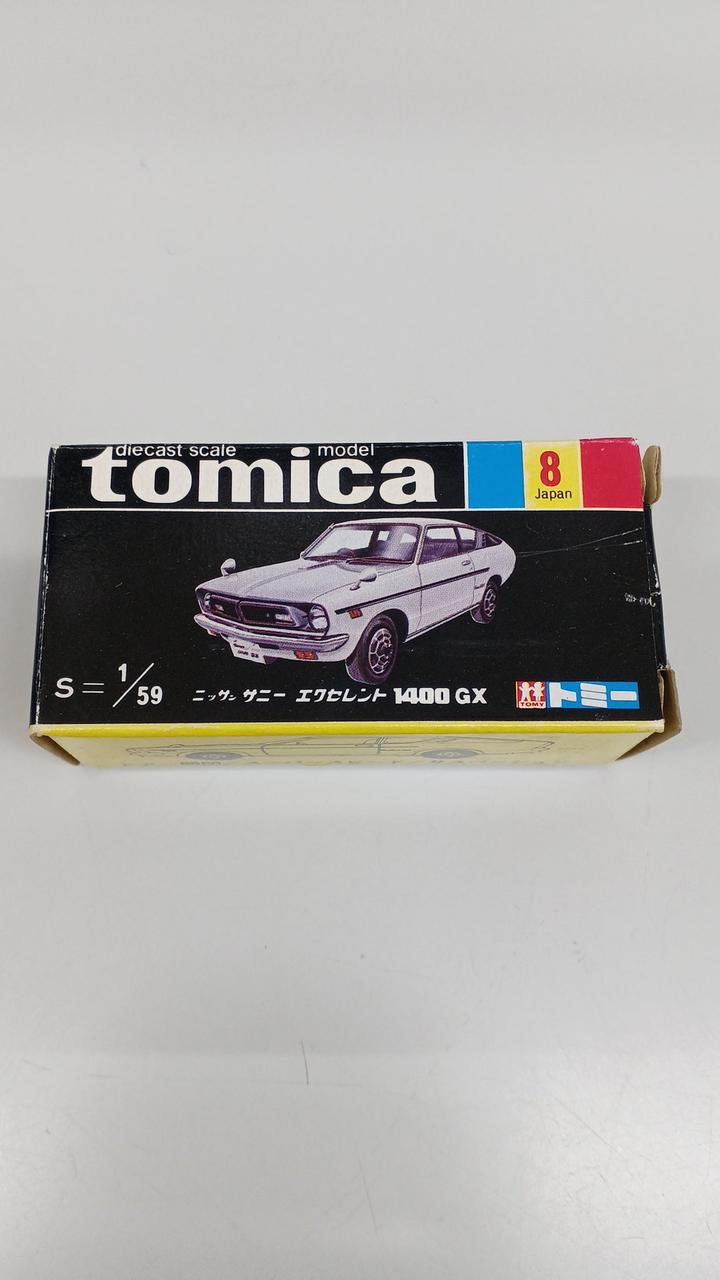 diecast scale model
tomica
8
Japan
S=1/59
ニッサン サニー エクセレント 1400 GX
TOMY
トミー